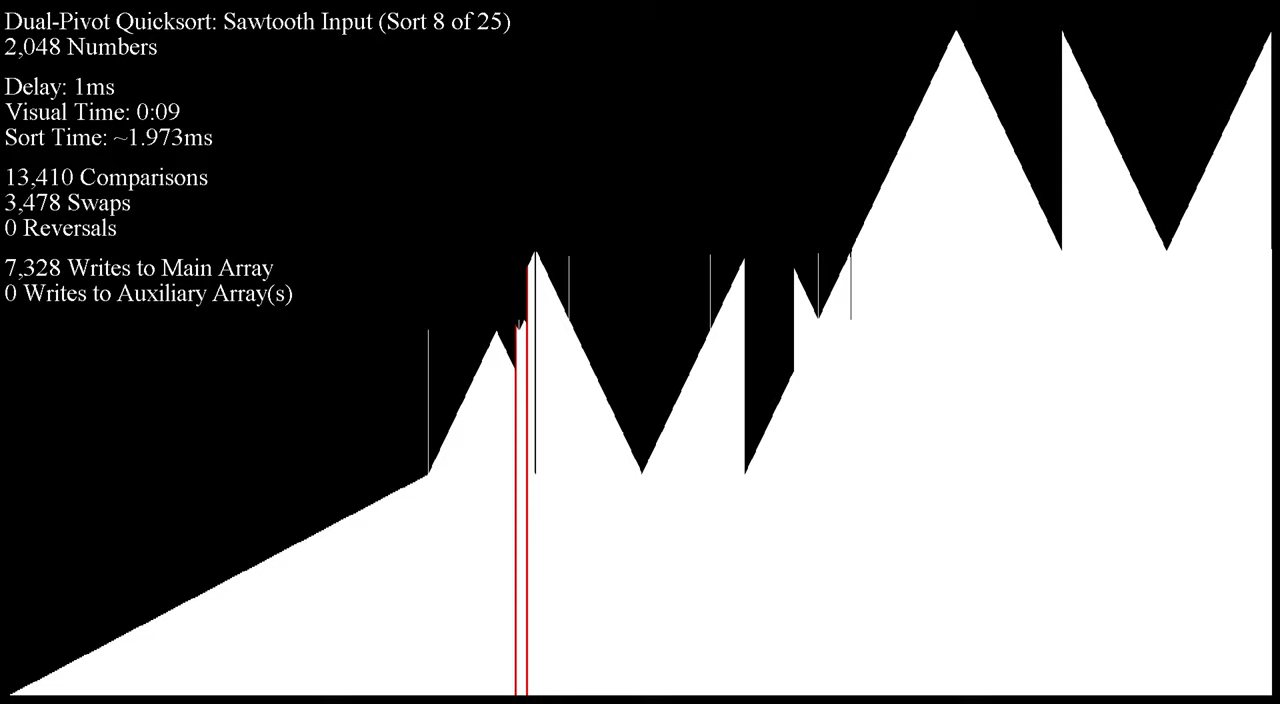 Dual-Pivot Quicksort: Sawtooth Input (Sort 8 of 25)
2,048 Numbers
Delay: 1ms
Visual Time: 0:09
Sort Time: ~1.973ms
13,410 Comparisons
3,478 Swaps
0 Reversals
7,328 Writes to Main Array
0 Writes to Auxiliary Array(s)